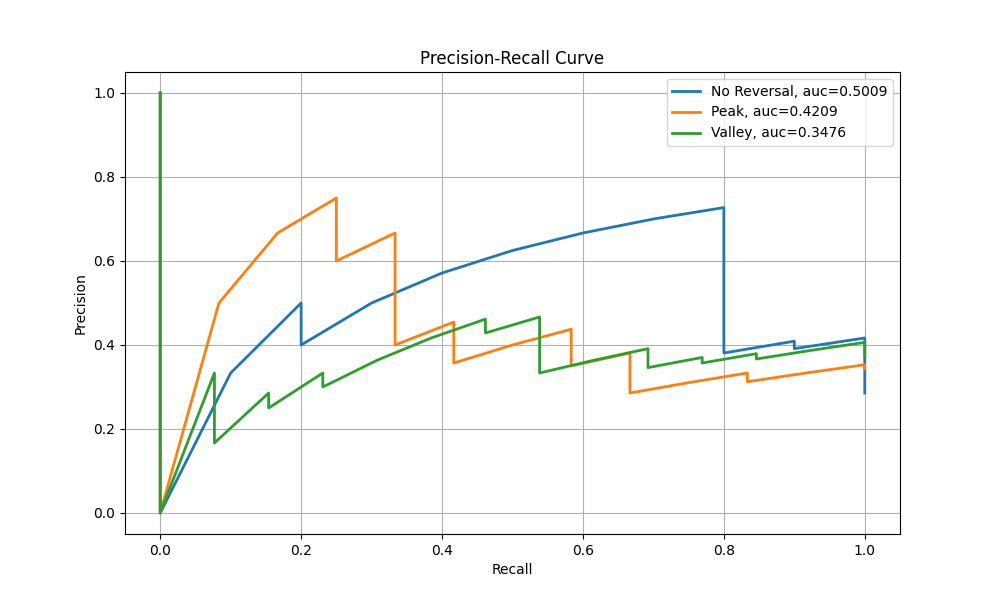 Precision-Recall Curve
No Reversal, auc=0.5009
Peak, auc=0.4209
Valley, auc=0.3476
1.0
0.8
0.6
0.4
0.2
0.0
Precision
0.0 0.2 0.4 0.6 0.8 1.0
Recall